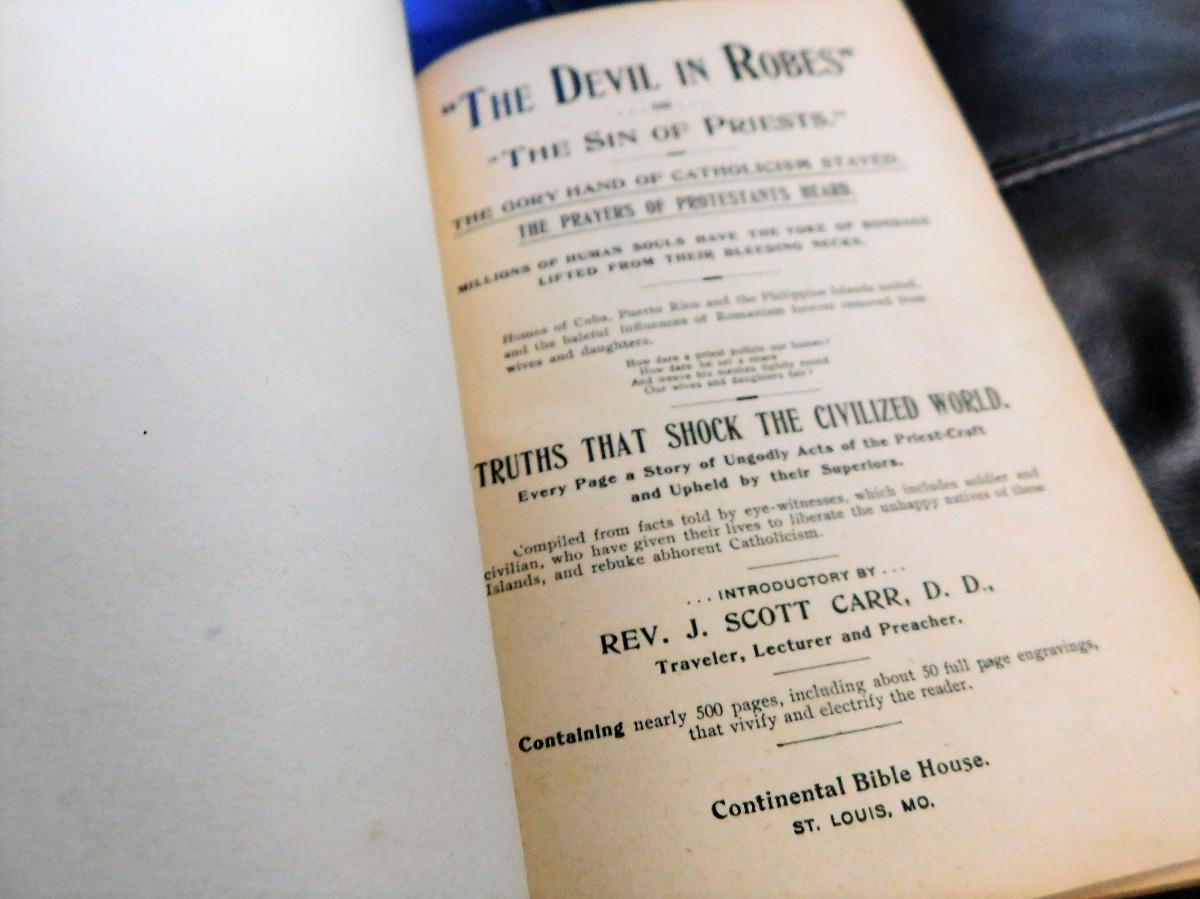 "THE DEVIL IN ROBES"
OR
"THE SIN OF PRIESTS."
THE GORY HAND OF CATHOLICISM STAYED.
THE PRAYERS OF PROTESTANTS HEARD.
MILLIONS OF HUMAN SOULS HAVE THE YOKE OF BONDAGE
LIFTED FROM THEIR BLEEDING NECKS.
Homes of Cuba, Puerto Rico and the Philippine Islands united,
and the baleful influences of Romanism forever removed from
wives and daughters.
How dare a priest pollute our homes?
How dare he set a snare
And weave his meshes tightly round
Our wives and daughters fair?
TRUTHS THAT SHOCK THE CIVILIZED WORLD.
Every Page a Story of Ungodly Acts of the Priest-Craft
and Upheld by their Superiors.
Compiled from facts told by eye-witnesses, which includes soldier and
civilian, who have given their lives to liberate the unhappy natives of these
Islands, and rebuke abhorent Catholicism.
...INTRODUCTORY BY...
REV. J. SCOTT CARR, D. D.,
Traveler, Lecturer and Preacher.
Containing nearly 500 pages, including about 50 full page engravings,
that vivify and electrify the reader.
Continental Bible House.
ST. LOUIS, MO.